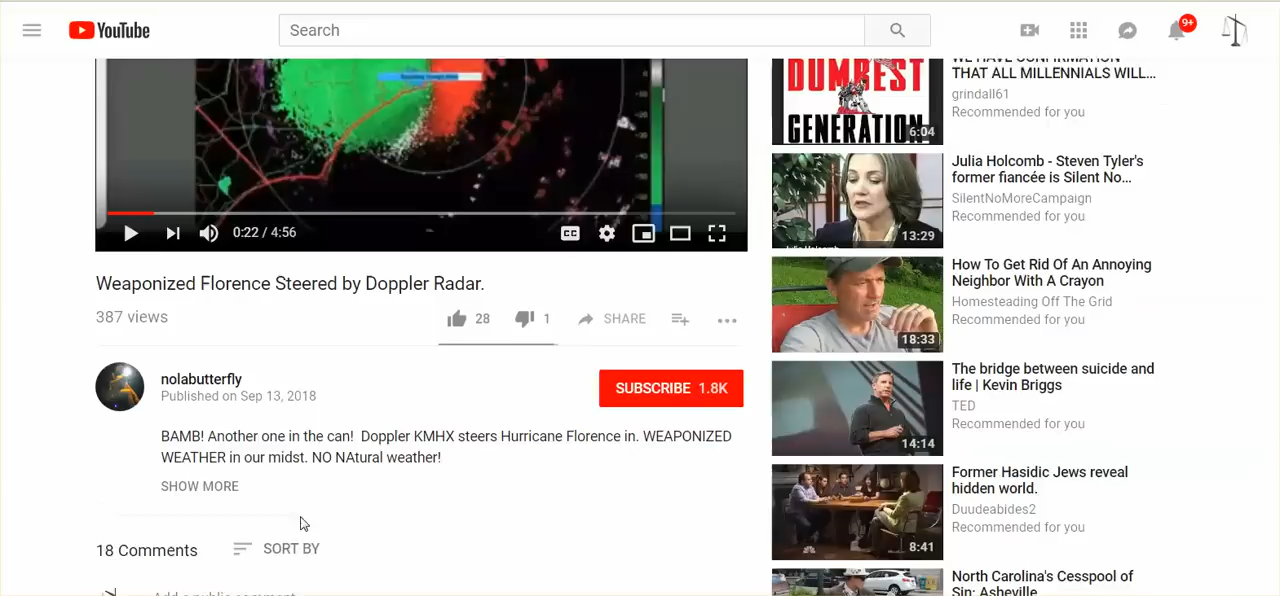 YouTube
Search
9+
0:22 / 4:56
CC
Weaponized Florence Steered by Doppler Radar.
387 views
28
1
SHARE
nolabutterfly
Published on Sep 13, 2018
SUBSCRIBE 1.8K
BAMB! Another one in the can! Doppler KMHX steers Hurricane Florence in. WEAPONIZED
WEATHER in our midst. NO NAtural weather!
SHOW MORE
18 Comments
SORT BY
Add a public comment
DUMBEST
GENERATION
6:04
WE HAVE CONFIRMATION
THAT ALL MILLENNIALS WILL...
grindall61
Recommended for you
13:29
Julia Holcomb - Steven Tyler's
former fiancée is Silent No...
SilentNoMoreCampaign
Recommended for you
18:33
How To Get Rid Of An Annoying
Neighbor With A Crayon
Homesteading Off The Grid
Recommended for you
14:14
The bridge between suicide and
life | Kevin Briggs
TED
Recommended for you
8:41
Former Hasidic Jews reveal
hidden world.
Duudeabides2
Recommended for you
North Carolina's Cesspool of
Sin: Asheville